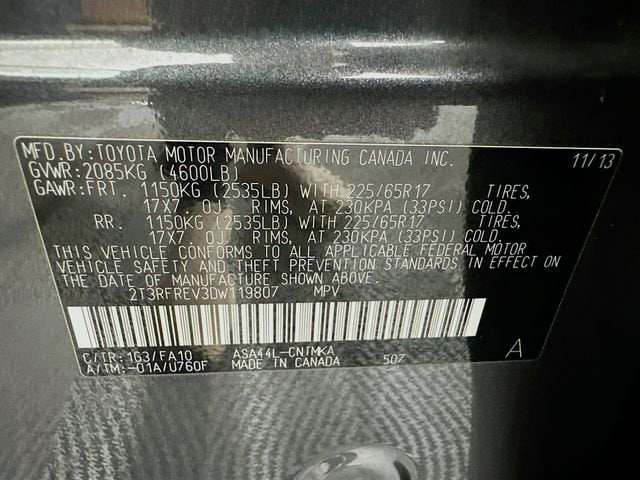 MFD.BY:TOYOTA MOTOR MANUFACTURING CANADA INC. 11/13
GVWR:2085KG (4600LB)
GAWR:FRT. 1150KG (2535LB) WITH 225/65R17 TIRES,
17X7.0J RIMS, AT 230KPA (33PSI) COLD.
RR. 1150KG (2535LB) WITH 225/65R17 TIRES,
17X7.0J RIMS, AT 230KPA (33PSI) COLD.
THIS VEHICLE CONFORMS TO ALL APPLICABLE FEDERAL MOTOR
VEHICLE SAFETY AND THEFT PREVENTION STANDARDS IN EFFECT ON
THE DATE OF MANUFACTURE SHOWN ABOVE.
2T3RFREV3DW119807 MPV
C/TR:1G3/FA10 ASA44L-CNTMKA A
A/TM:-01A/U760F MADE IN CANADA 507